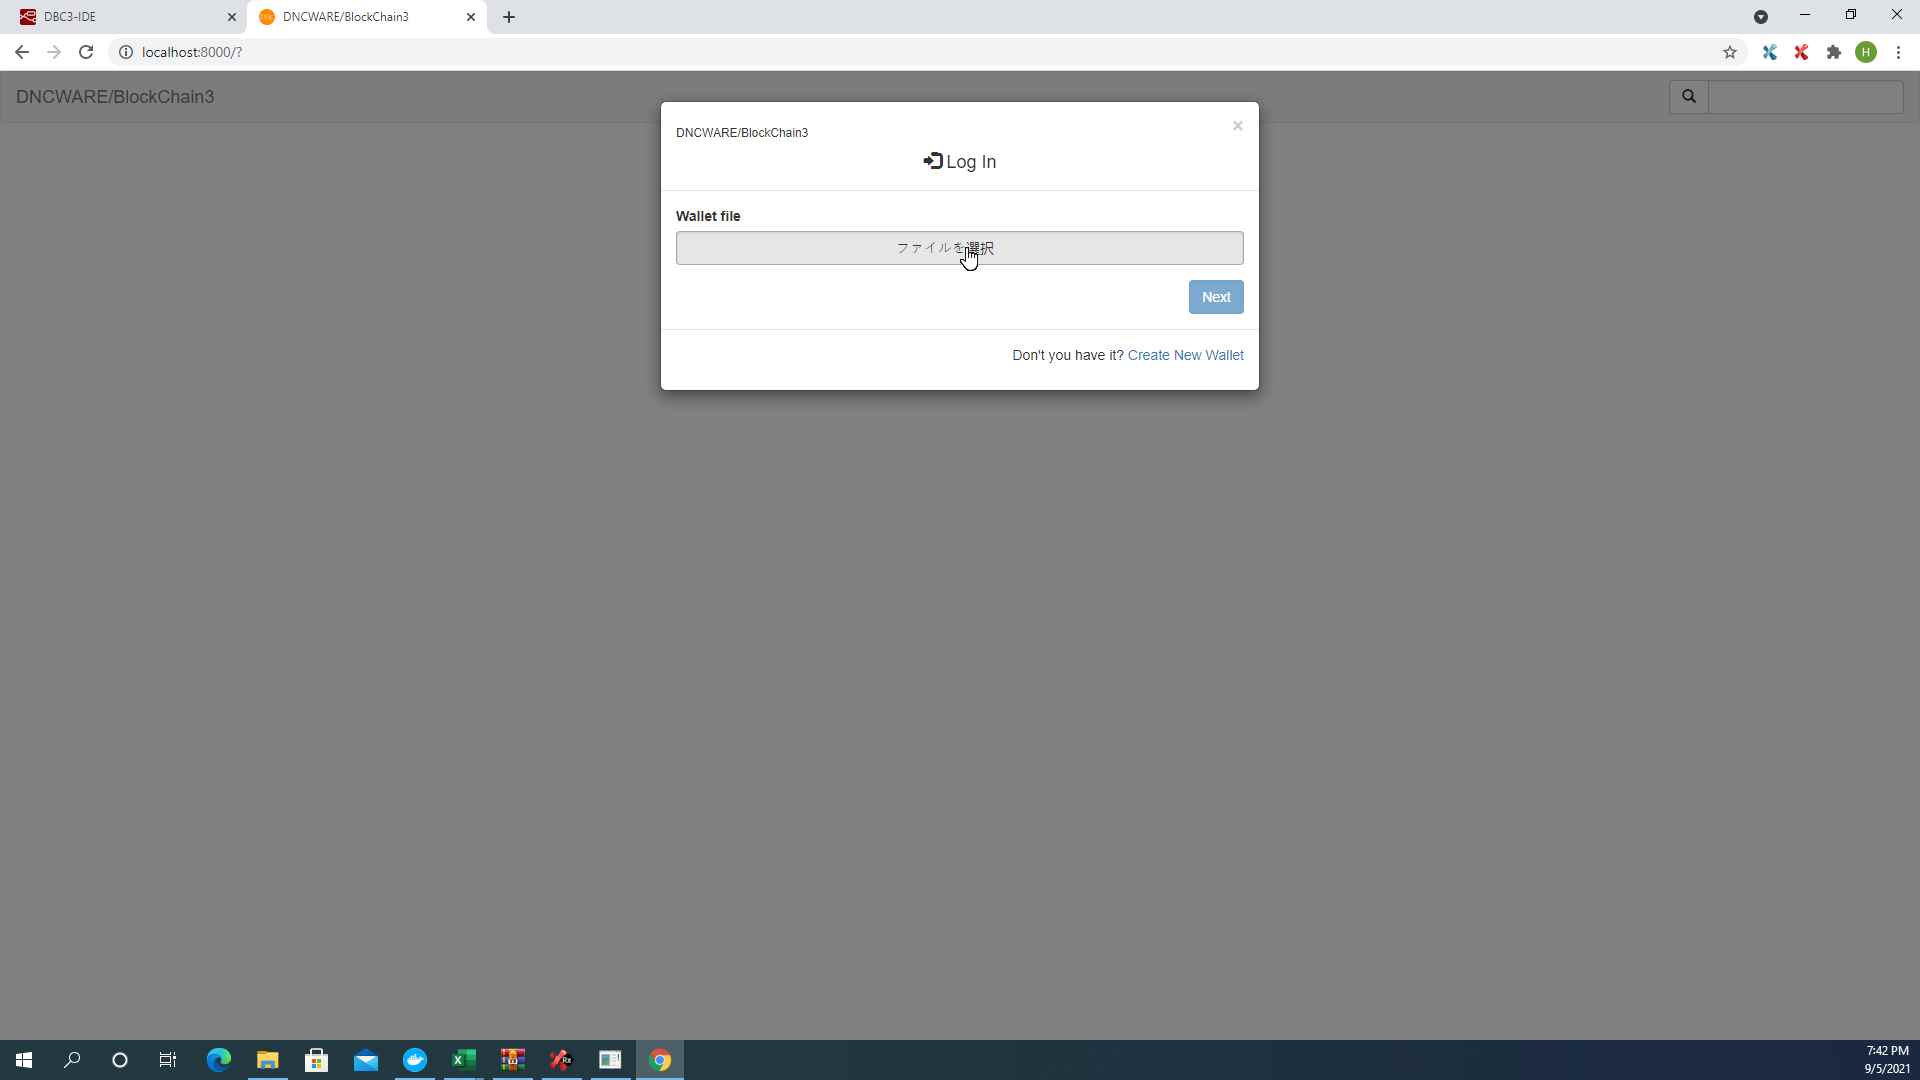 DBC3-IDE
DNCWARE/BlockChain3
localhost:8000/?
H
DNCWARE/BlockChain3
DNCWARE/BlockChain3
×
Log In
Wallet file
ファイルを選択
Next
Don't you have it? Create New Wallet
7:42 PM
9/5/2021